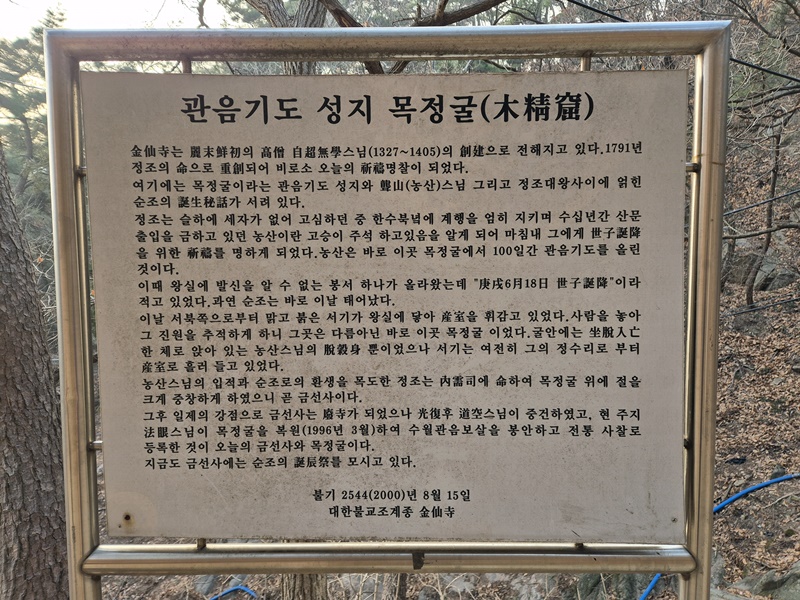 관음기도 성지 목정굴(木精窟)
金仙寺는 麗末鮮初의 高僧 自超無學스님(1327~1405)의 創建으로 전해지고 있다.1791년
정조의 命으로 重創되어 비로소 오늘의 祈禱명찰이 되었다.
여기에는 목정굴이라는 관음기도 성지와 聾山(농산)스님 그리고 정조대왕사이에 얽힌
순조의 誕生秘話가 서려 있다.
정조는 슬하에 세자가 없어 고심하던 중 한수북녘에 계행을 엄히 지키며 수십년간 산문
출입을 금하고 있던 농산이란 고승이 주석 하고있음을 알게 되어 마침내 그에게 世子誕降
을 위한 祈禱를 명하게 되었다.농산은 바로 이곳 목정굴에서 100일간 관음기도를 올린
것이다.
이때 왕실에 발신을 알 수 없는 봉서 하나가 올라왔는데 "庚戌6月18日 世子誕降"이라
적고 있었다.과연 순조는 바로 이날 태어났다.
이날 서북쪽으로부터 맑고 붉은 서기가 왕실에 닿아 産室을 휘감고 있었다.사람을 놓아
그 진원을 추적하게 하니 그곳은 다름아닌 바로 이곳 목정굴 이었다.굴안에는 坐脫入亡
한 체로 앉아 있는 농산스님의 脫殼身 뿐이었으나 서기는 여전히 그의 정수리로 부터
産室로 흘러 들고 있었다.
농산스님의 입적과 순조로의 환생을 목도한 정조는 內需司에 命하여 목정굴 위에 절을
크게 중창하게 하였으니 곧 금선사이다.
그후 일제의 강점으로 금선사는 廢寺가 되었으나 光復후 道空스님이 중건하였고, 현 주지
法眼스님이 목정굴을 복원(1996년 3월)하여 수월관음보살을 봉안하고 전통 사찰로
등록한 것이 오늘의 금선사와 목정굴이다.
지금도 금선사에는 순조의 誕辰祭를 모시고 있다.
불기 2544(2000)년 8월 15일
대한불교조계종 金仙寺